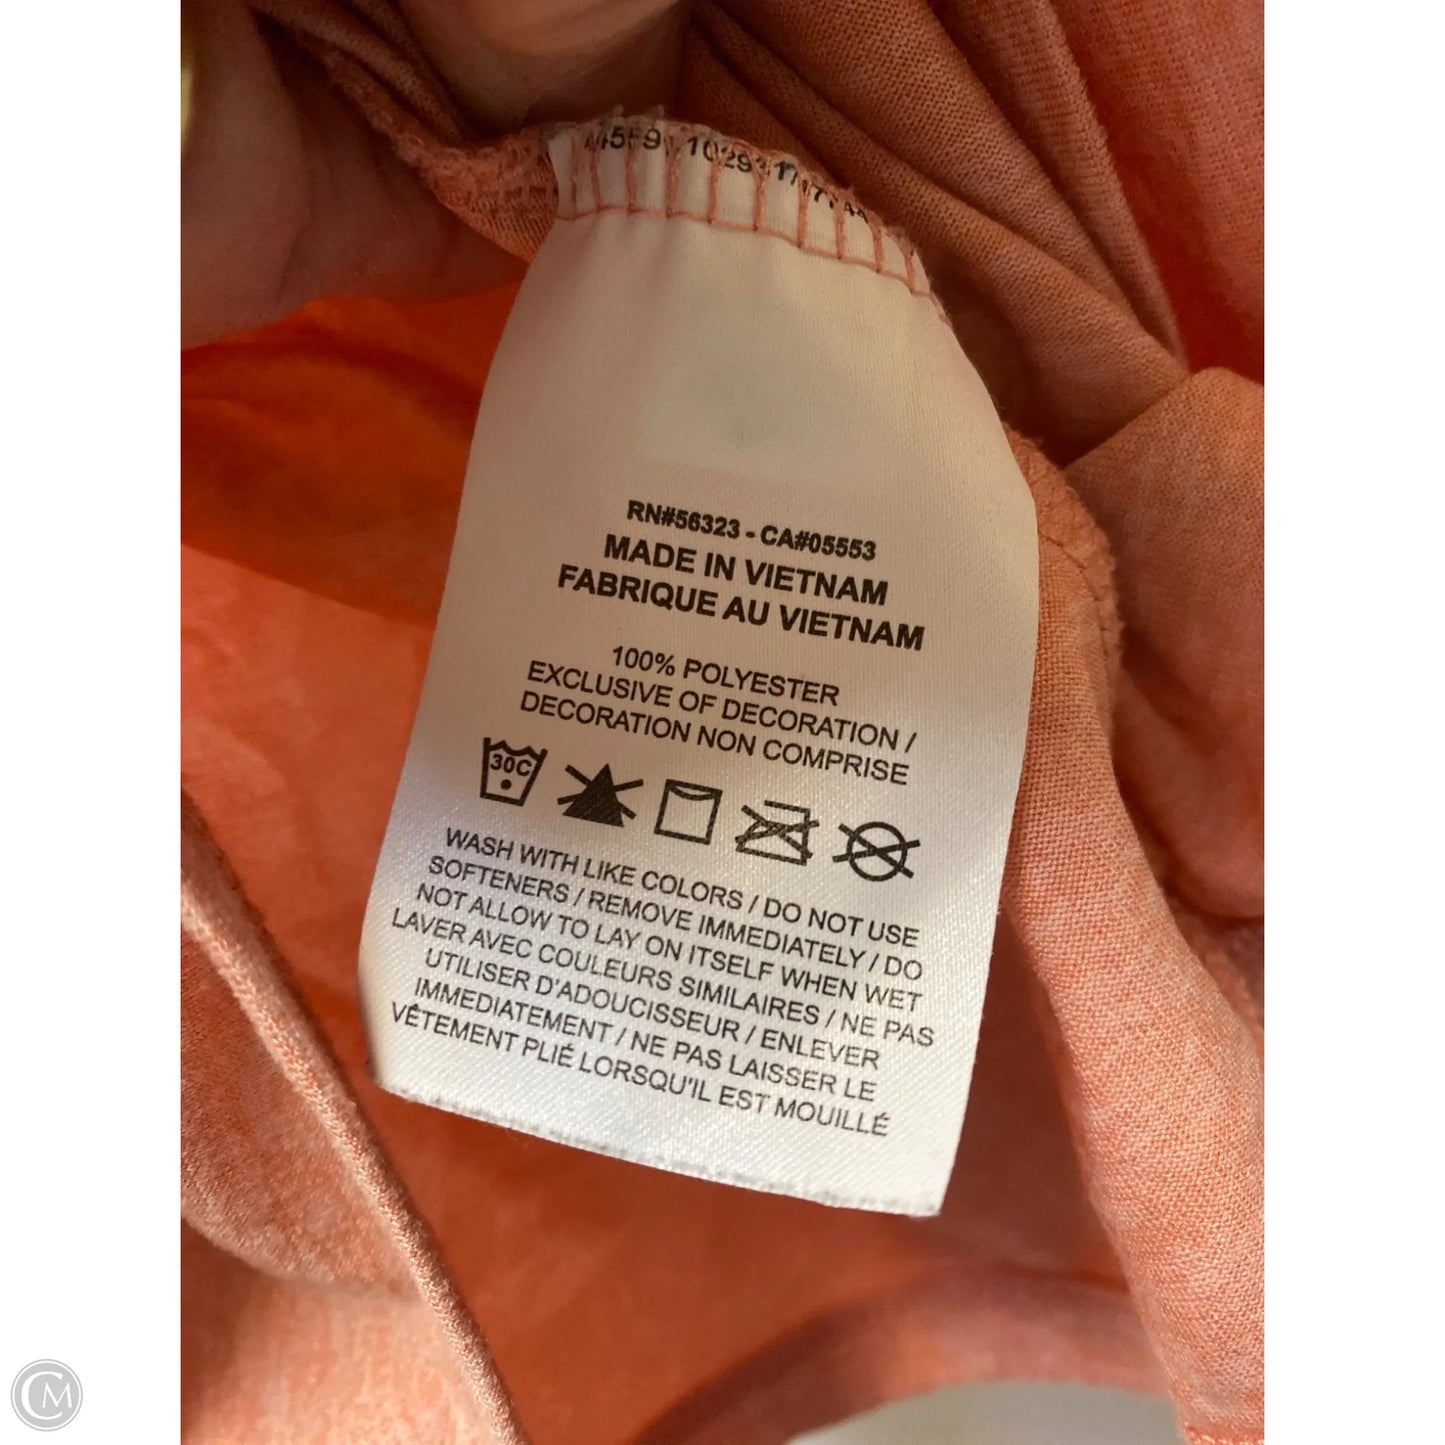 RN#56323 - CA#05553
MADE IN VIETNAM
FABRIQUE AU VIETNAM
100% POLYESTER
EXCLUSIVE OF DECORATION /
DECORATION NON COMPRISE
30C
WASH WITH LIKE COLORS / DO NOT USE
SOFTENERS / REMOVE IMMEDIATELY / DO
NOT ALLOW TO LAY ON ITSELF WHEN WET
LAVER AVEC COULEURS SIMILAIRES / NE PAS
UTILISER D'ADOUCISSEUR / ENLEVER
IMMEDIATEMENT / NE PAS LAISSER LE
VÊTEMENT PLIÉ LORSQU'IL EST MOUILLÉ
CM